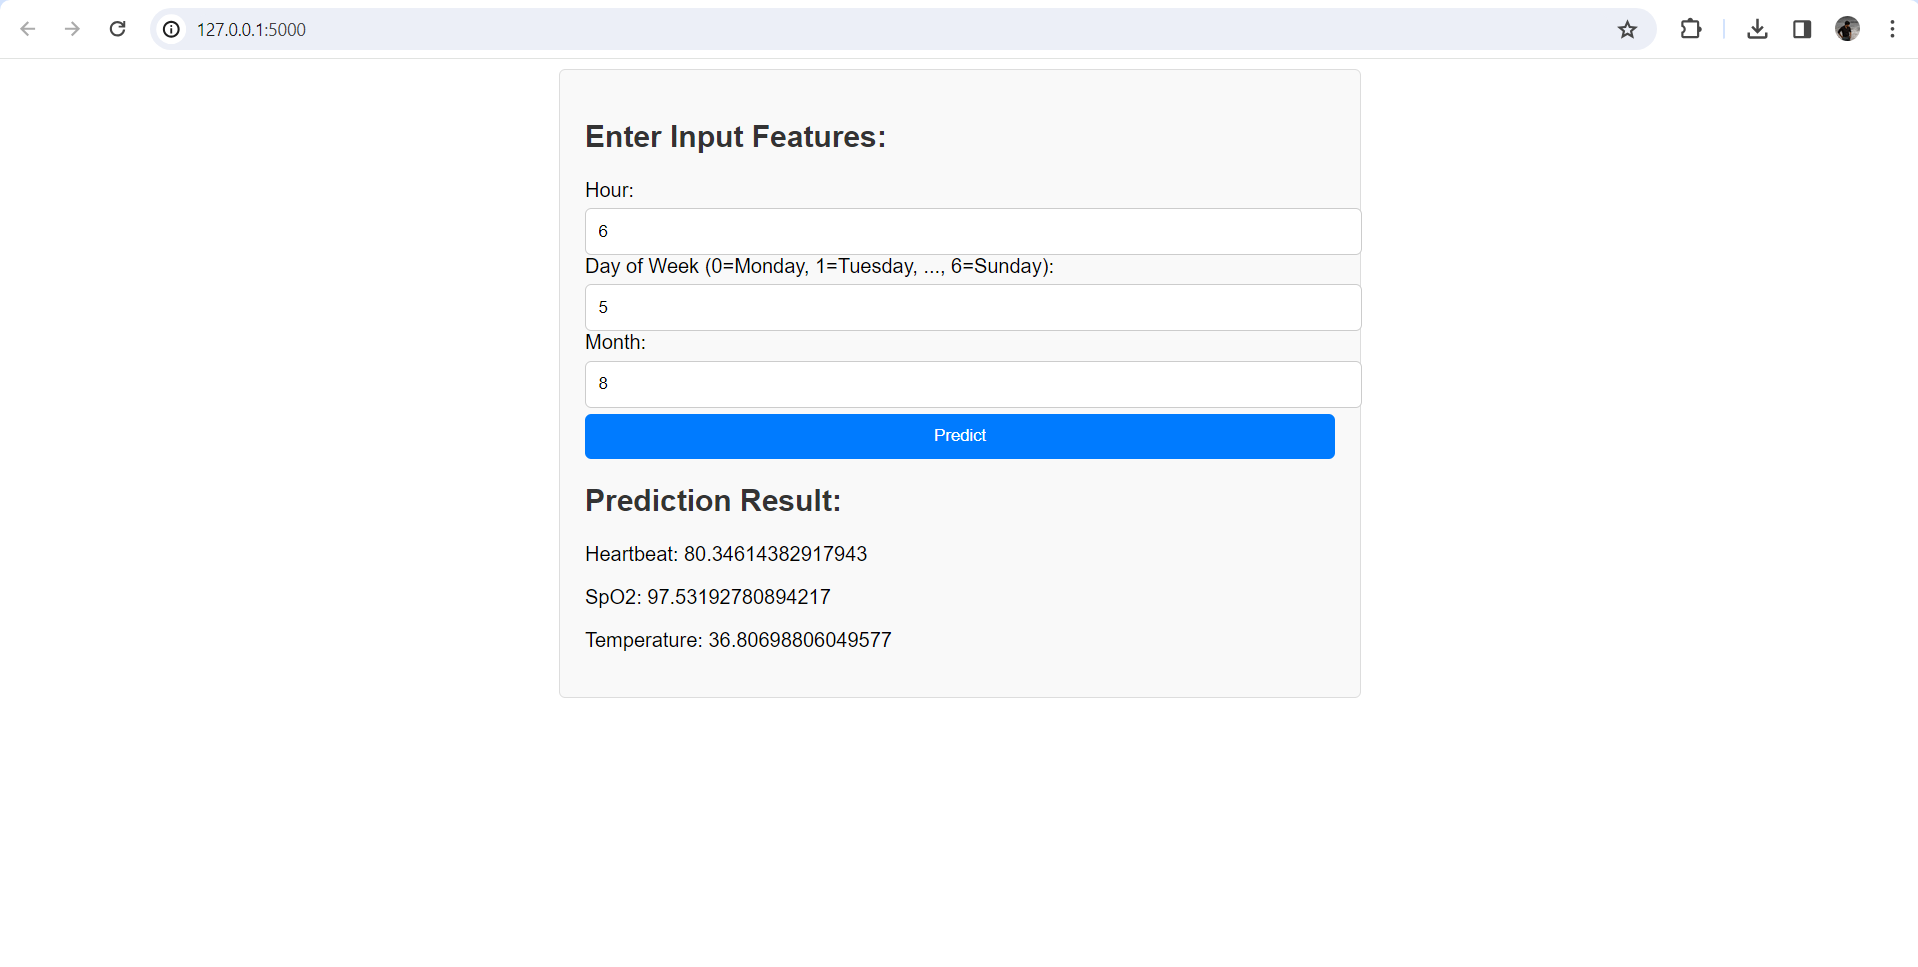 127.0.0.1:5000
Enter Input Features:
Hour:
6
Day of Week (0=Monday, 1=Tuesday, ..., 6=Sunday):
5
Month:
8
Predict
Prediction Result:
Heartbeat: 80.34614382917943
SpO2: 97.53192780894217
Temperature: 36.80698806049577